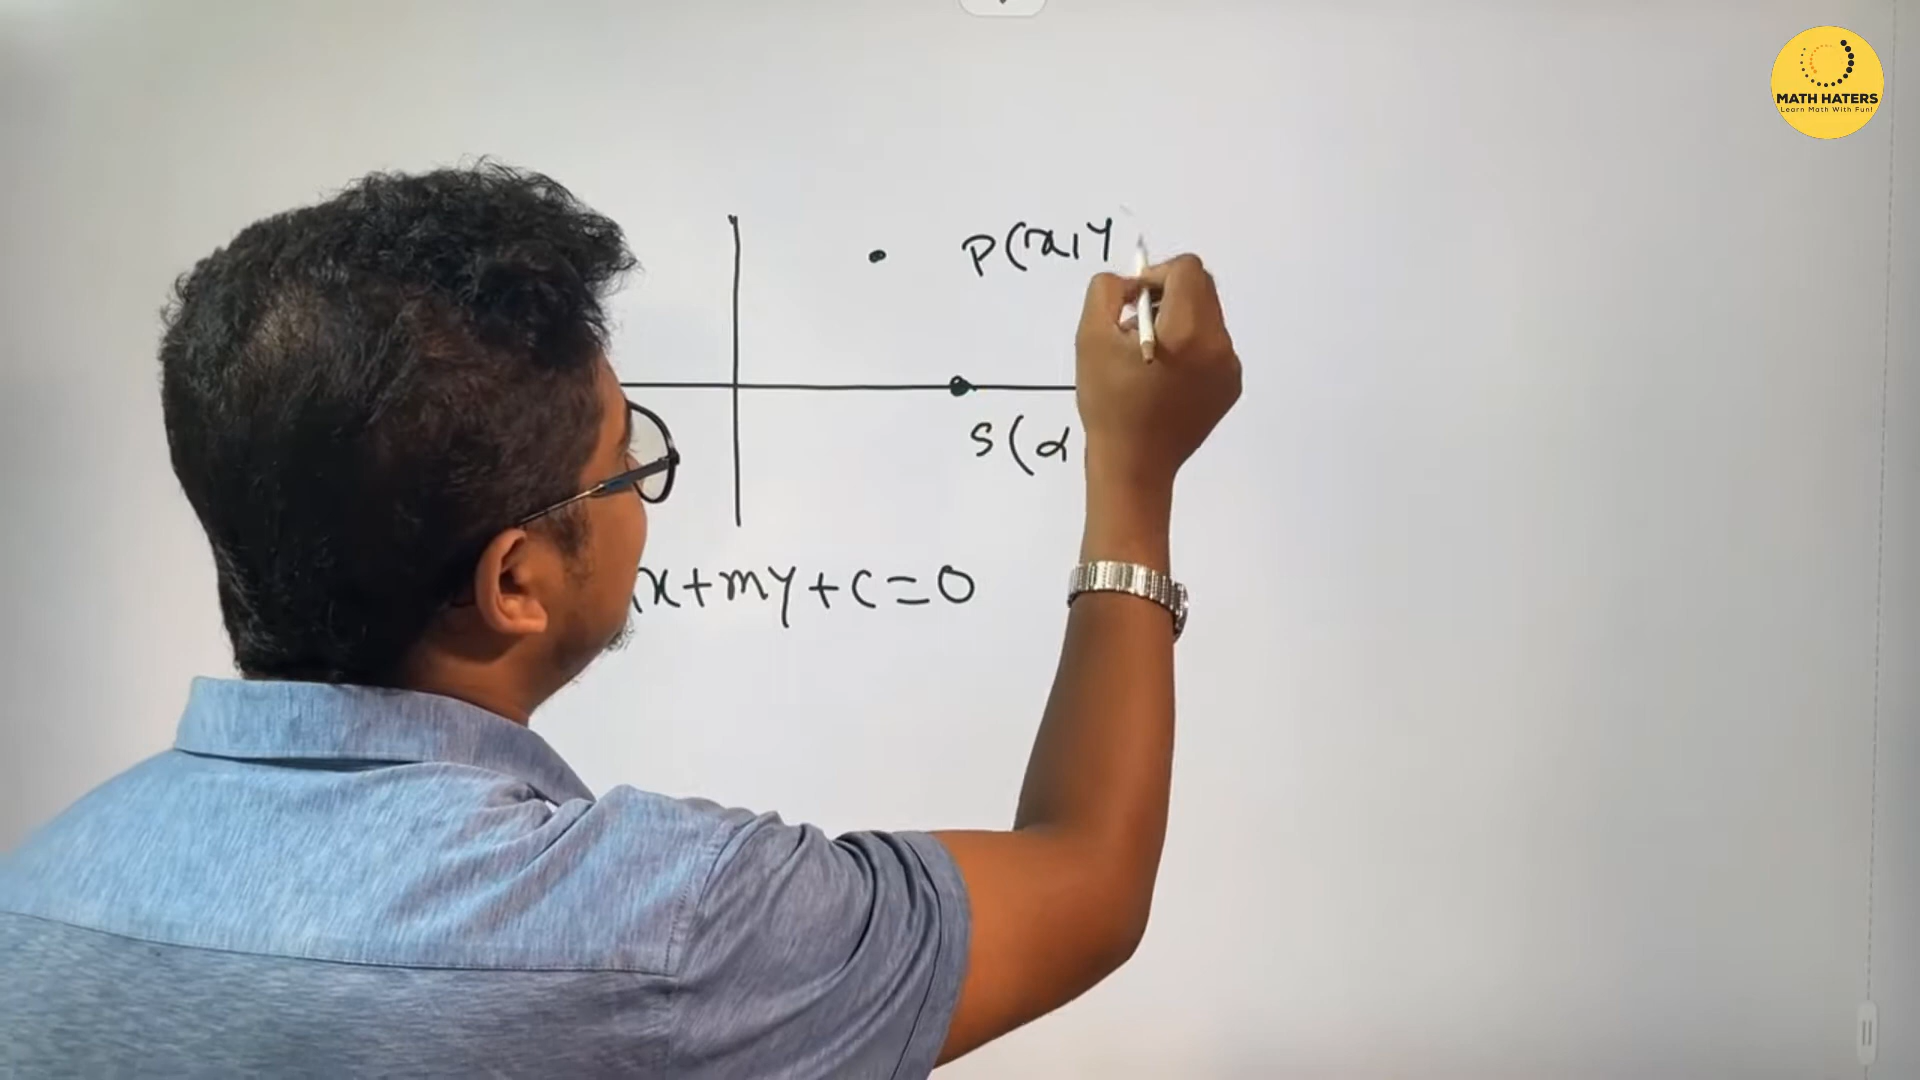 MATH HATERS
Learn Math With Fun!
P(x,y
S(α
x+my+c=0